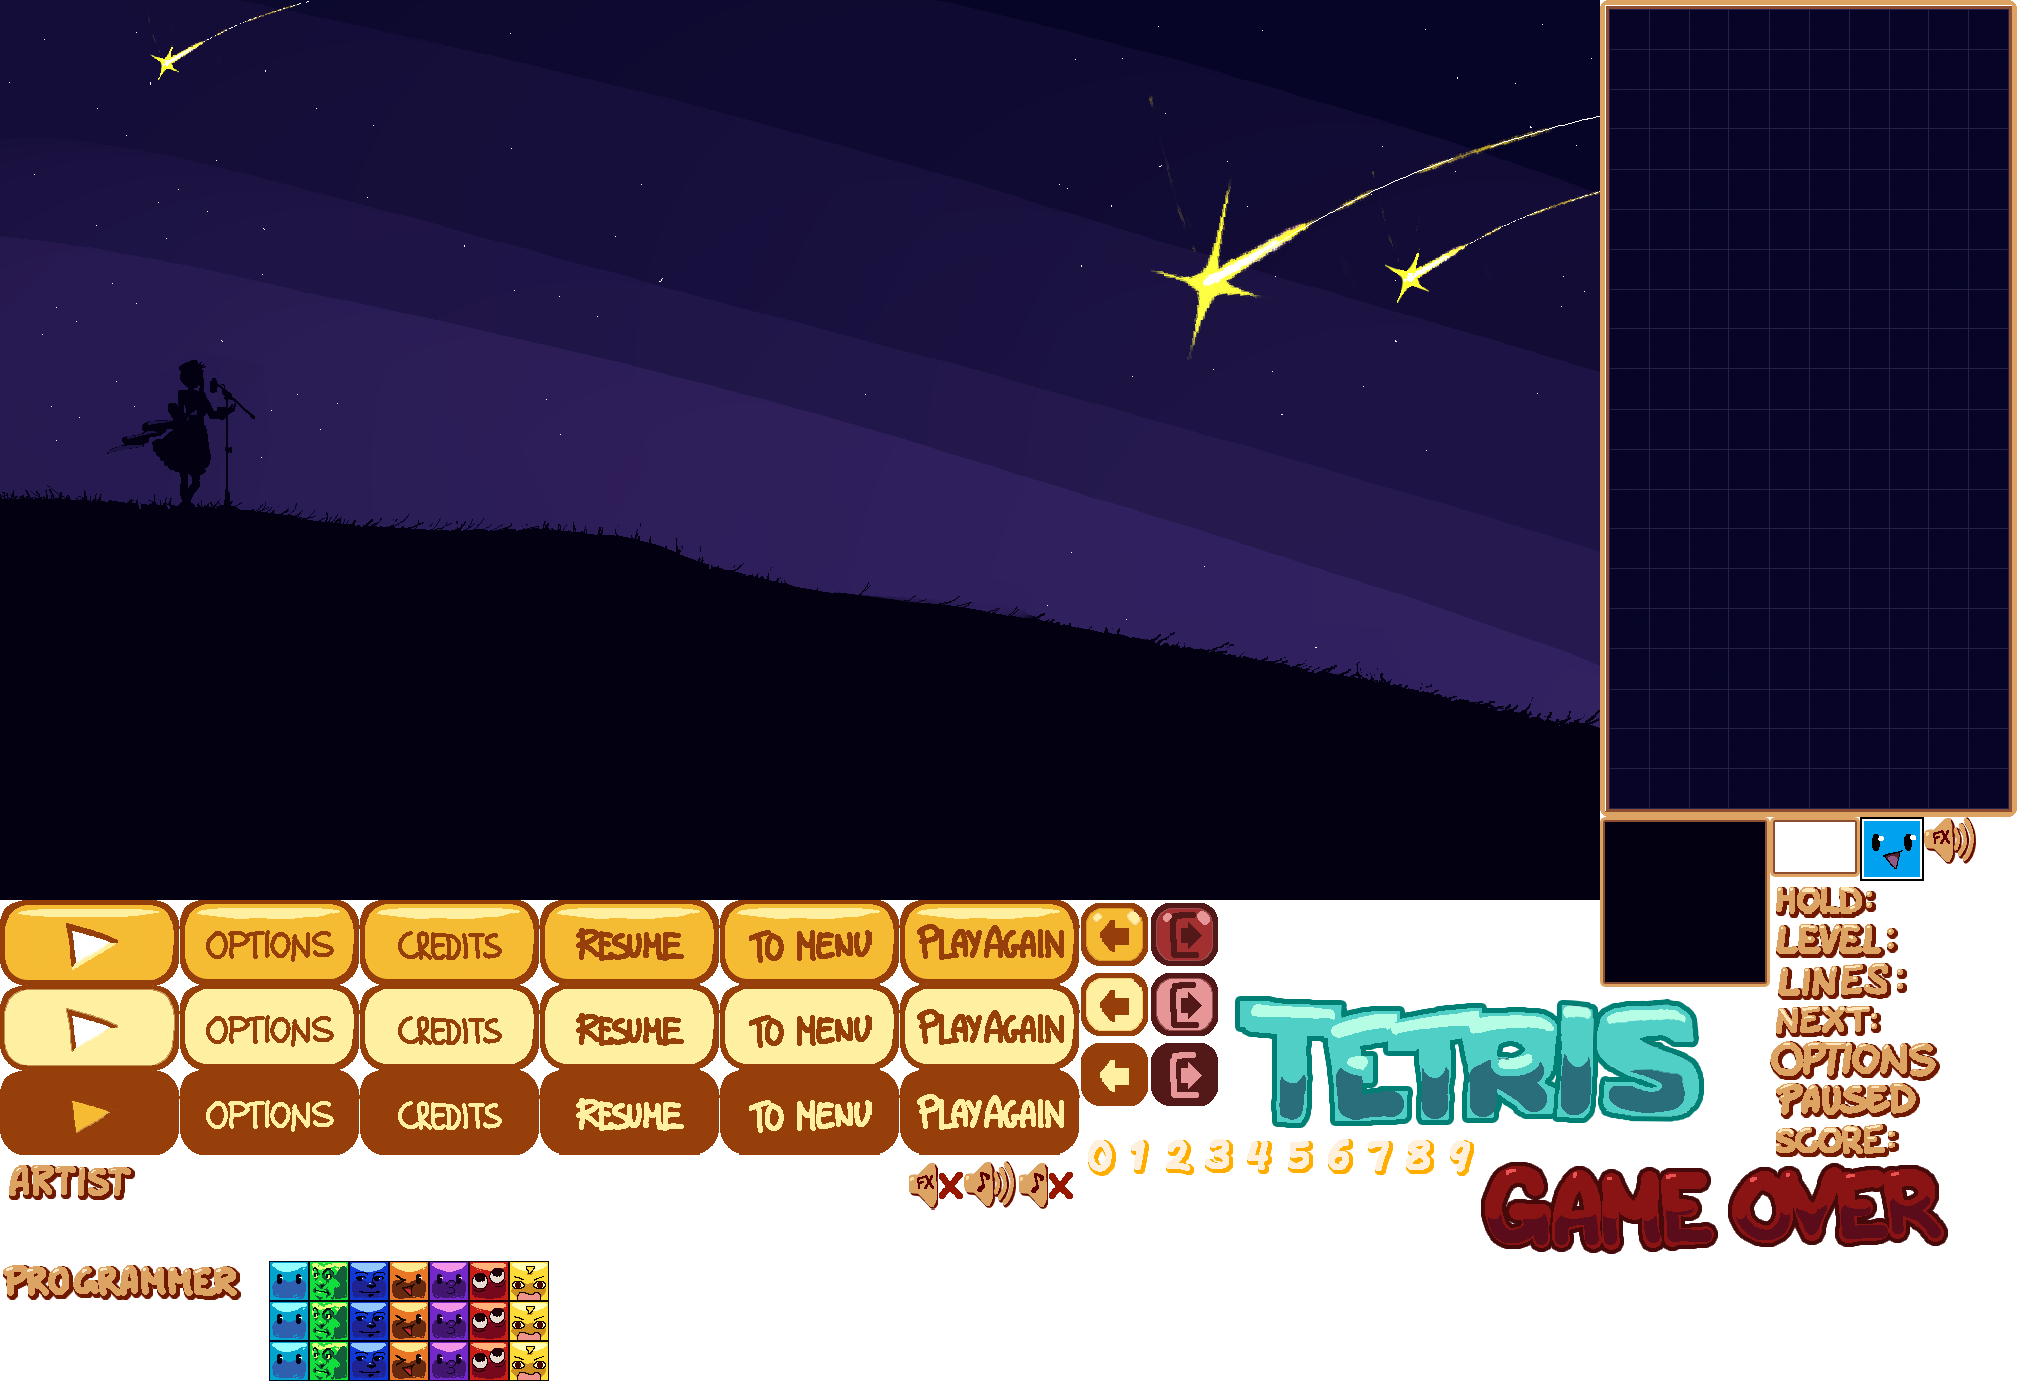 OPTIONS CREDITS RESUME TO MENU PLAY AGAIN
OPTIONS CREDITS RESUME TO MENU PLAY AGAIN
OPTIONS CREDITS RESUME TO MENU PLAY AGAIN
FX
HOLD:
LEVEL:
LINES:
NEXT:
OPTIONS
PAUSED
SCORE:
TETRIS
0 1 2 3 4 5 6 7 8 9
ARTIST
FX
GAME OVER
PROGRAMMER